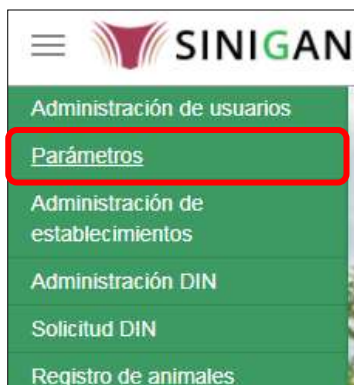 SINIGAN
Administración de usuarios
Parámetros
Administración de
establecimientos
Administración DIN
Solicitud DIN
Registro de animales